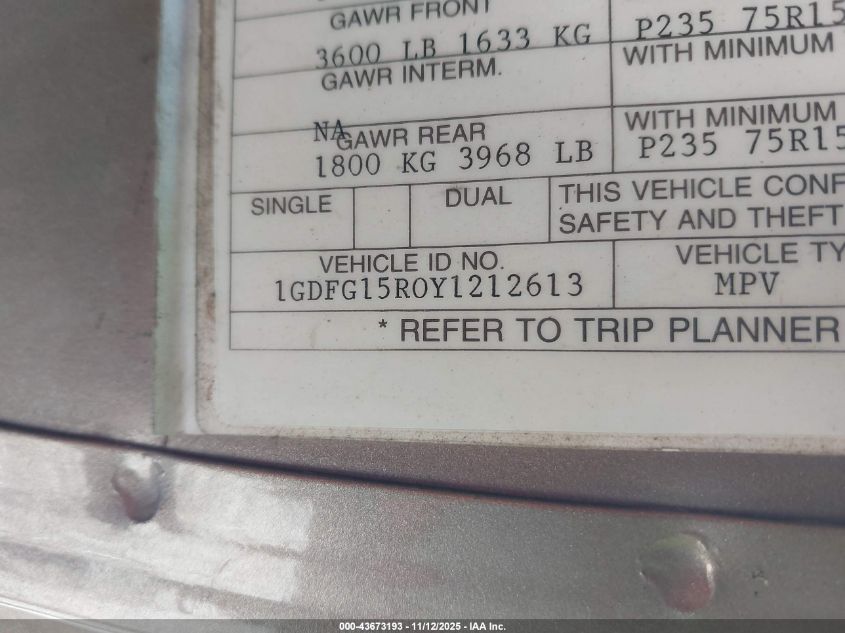 GAWR FRONT
3600 LB 1633 KG
P235 75R15
WITH MINIMUM
GAWR INTERM.
NA
GAWR REAR
1800 KG 3968 LB
WITH MINIMUM
P235 75R15
SINGLE
DUAL
THIS VEHICLE CONF
SAFETY AND THEFT
VEHICLE ID NO.
1GDFG15R0Y1212613
VEHICLE TY
MPV
* REFER TO TRIP PLANNER
000-43673193 - 11/12/2025 - IAA Inc.